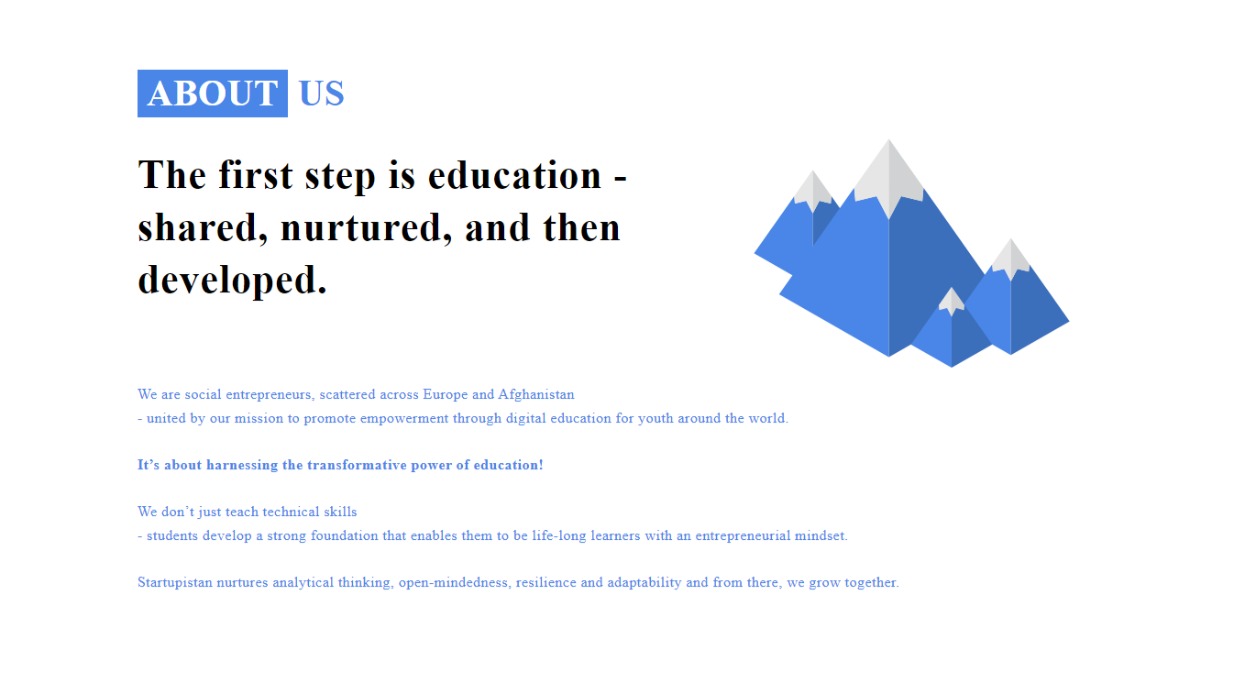 ABOUT US
The first step is education -
shared, nurtured, and then
developed.
We are social entrepreneurs, scattered across Europe and Afghanistan
- united by our mission to promote empowerment through digital education for youth around the world.
It’s about harnessing the transformative power of education!
We don’t just teach technical skills
- students develop a strong foundation that enables them to be life-long learners with an entrepreneurial mindset.
Startupistan nurtures analytical thinking, open-mindedness, resilience and adaptability and from there, we grow together.